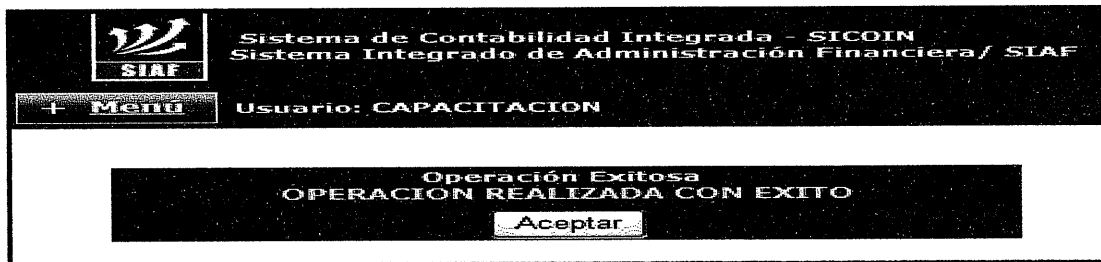 Sistema de Contabilidad Integrada - SICOIN
Sistema Integrado de Administración Financiera/ SIAF
SIAF
+ Menú
Usuario: CAPACITACION
Operación Exitosa
OPERACION REALIZADA CON EXITO
Aceptar